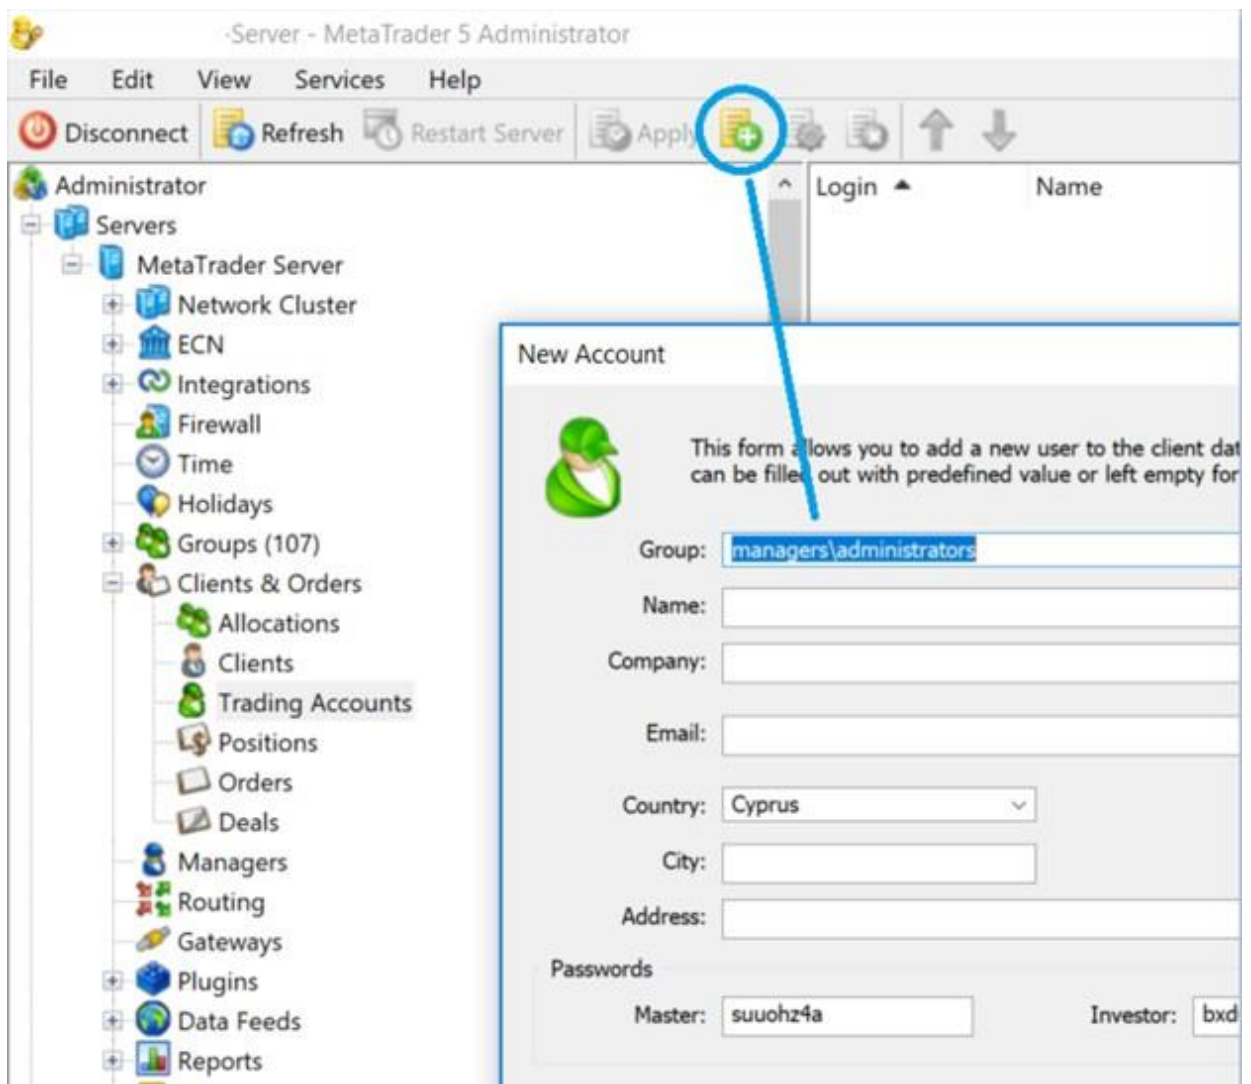 ·Server - MetaTrader 5 Administrator
File Edit View Services Help
Disconnect Refresh Restart Server Apply
Administrator
Login Name
Servers
MetaTrader Server
Network Cluster
ECN
New Account
Integrations
Firewall
This form allows you to add a new user to the client dat
Time
can be filled out with predefined value or left empty for
Holidays
Groups (107)
Group: managers\administrators
Clients & Orders
Name:
Allocations
Clients
Company:
Trading Accounts
Positions
Email:
Orders
Country: Cyprus
Deals
Managers
City:
Routing
Address:
Gateways
Passwords
Plugins
Data Feeds
Master: suuohz4a Investor: bxd
Reports